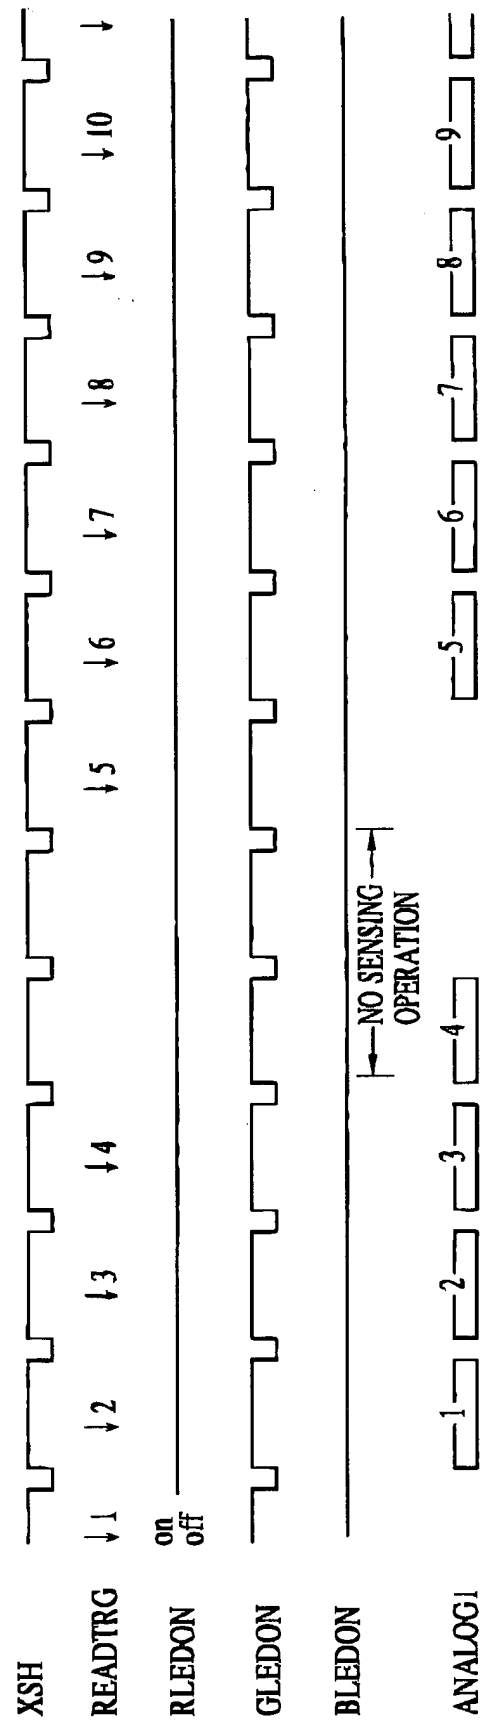 XSH
READTRG 1 2 3 4 5 6 7 8 9 10
RLEDON on
off
GLEDON
BLEDON
NO SENSING
OPERATION
ANALOG1 1 2 3 4 5 6 7 8 9